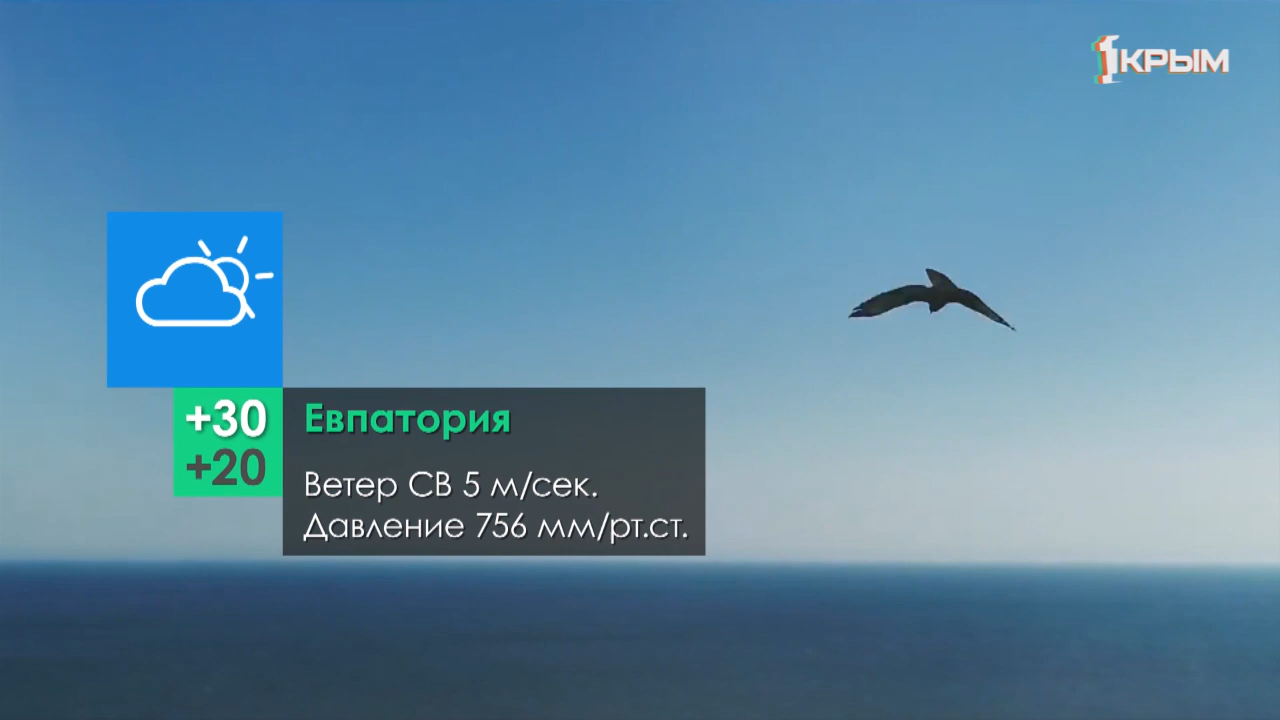 1КРЫМ
+30
+20
Евпатория
Ветер СВ 5 м/сек.
Давление 756 мм/рт.ст.